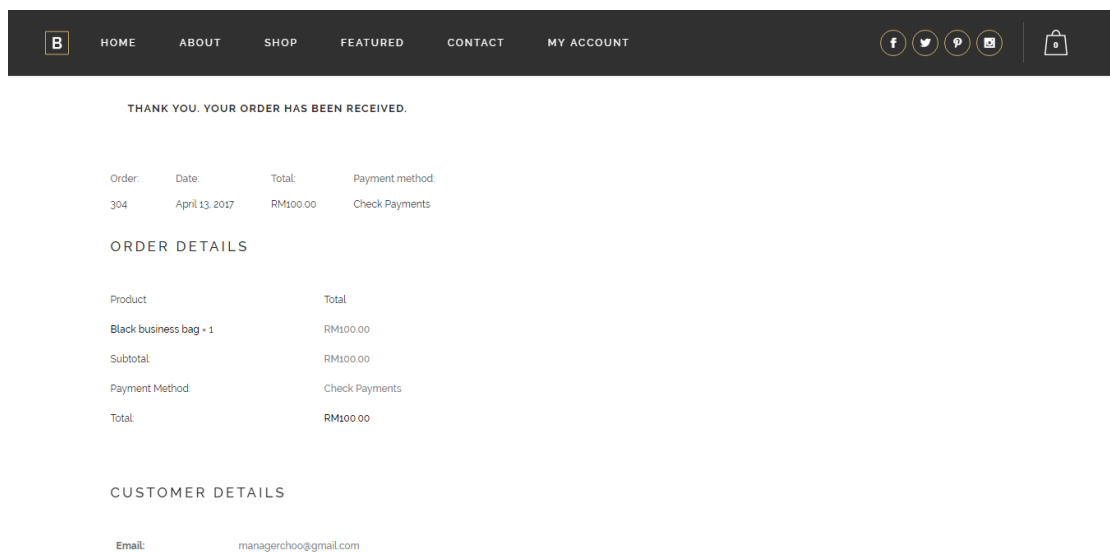 B HOME ABOUT SHOP FEATURED CONTACT MY ACCOUNT 0
THANK YOU. YOUR ORDER HAS BEEN RECEIVED.
Order: Date: Total: Payment method:
304 April 13, 2017 RM100.00 Check Payments
ORDER DETAILS
Product Total
Black business bag × 1 RM100.00
Subtotal: RM100.00
Payment Method: Check Payments
Total: RM100.00
CUSTOMER DETAILS
Email: managerchoo@gmail.com